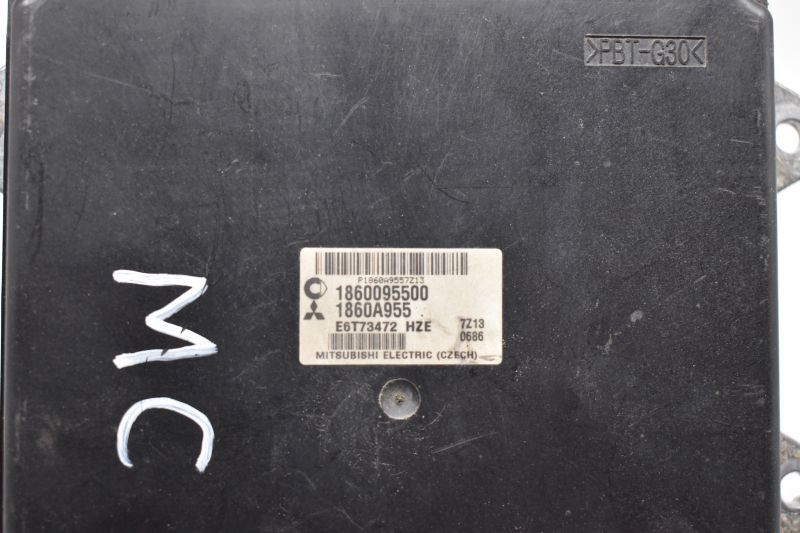 >PBT-G30<
P1860A9557Z13
1860095500
1860A955
E6T73472 HZE 7Z13
0686
MITSUBISHI ELECTRIC (CZECH)
MC